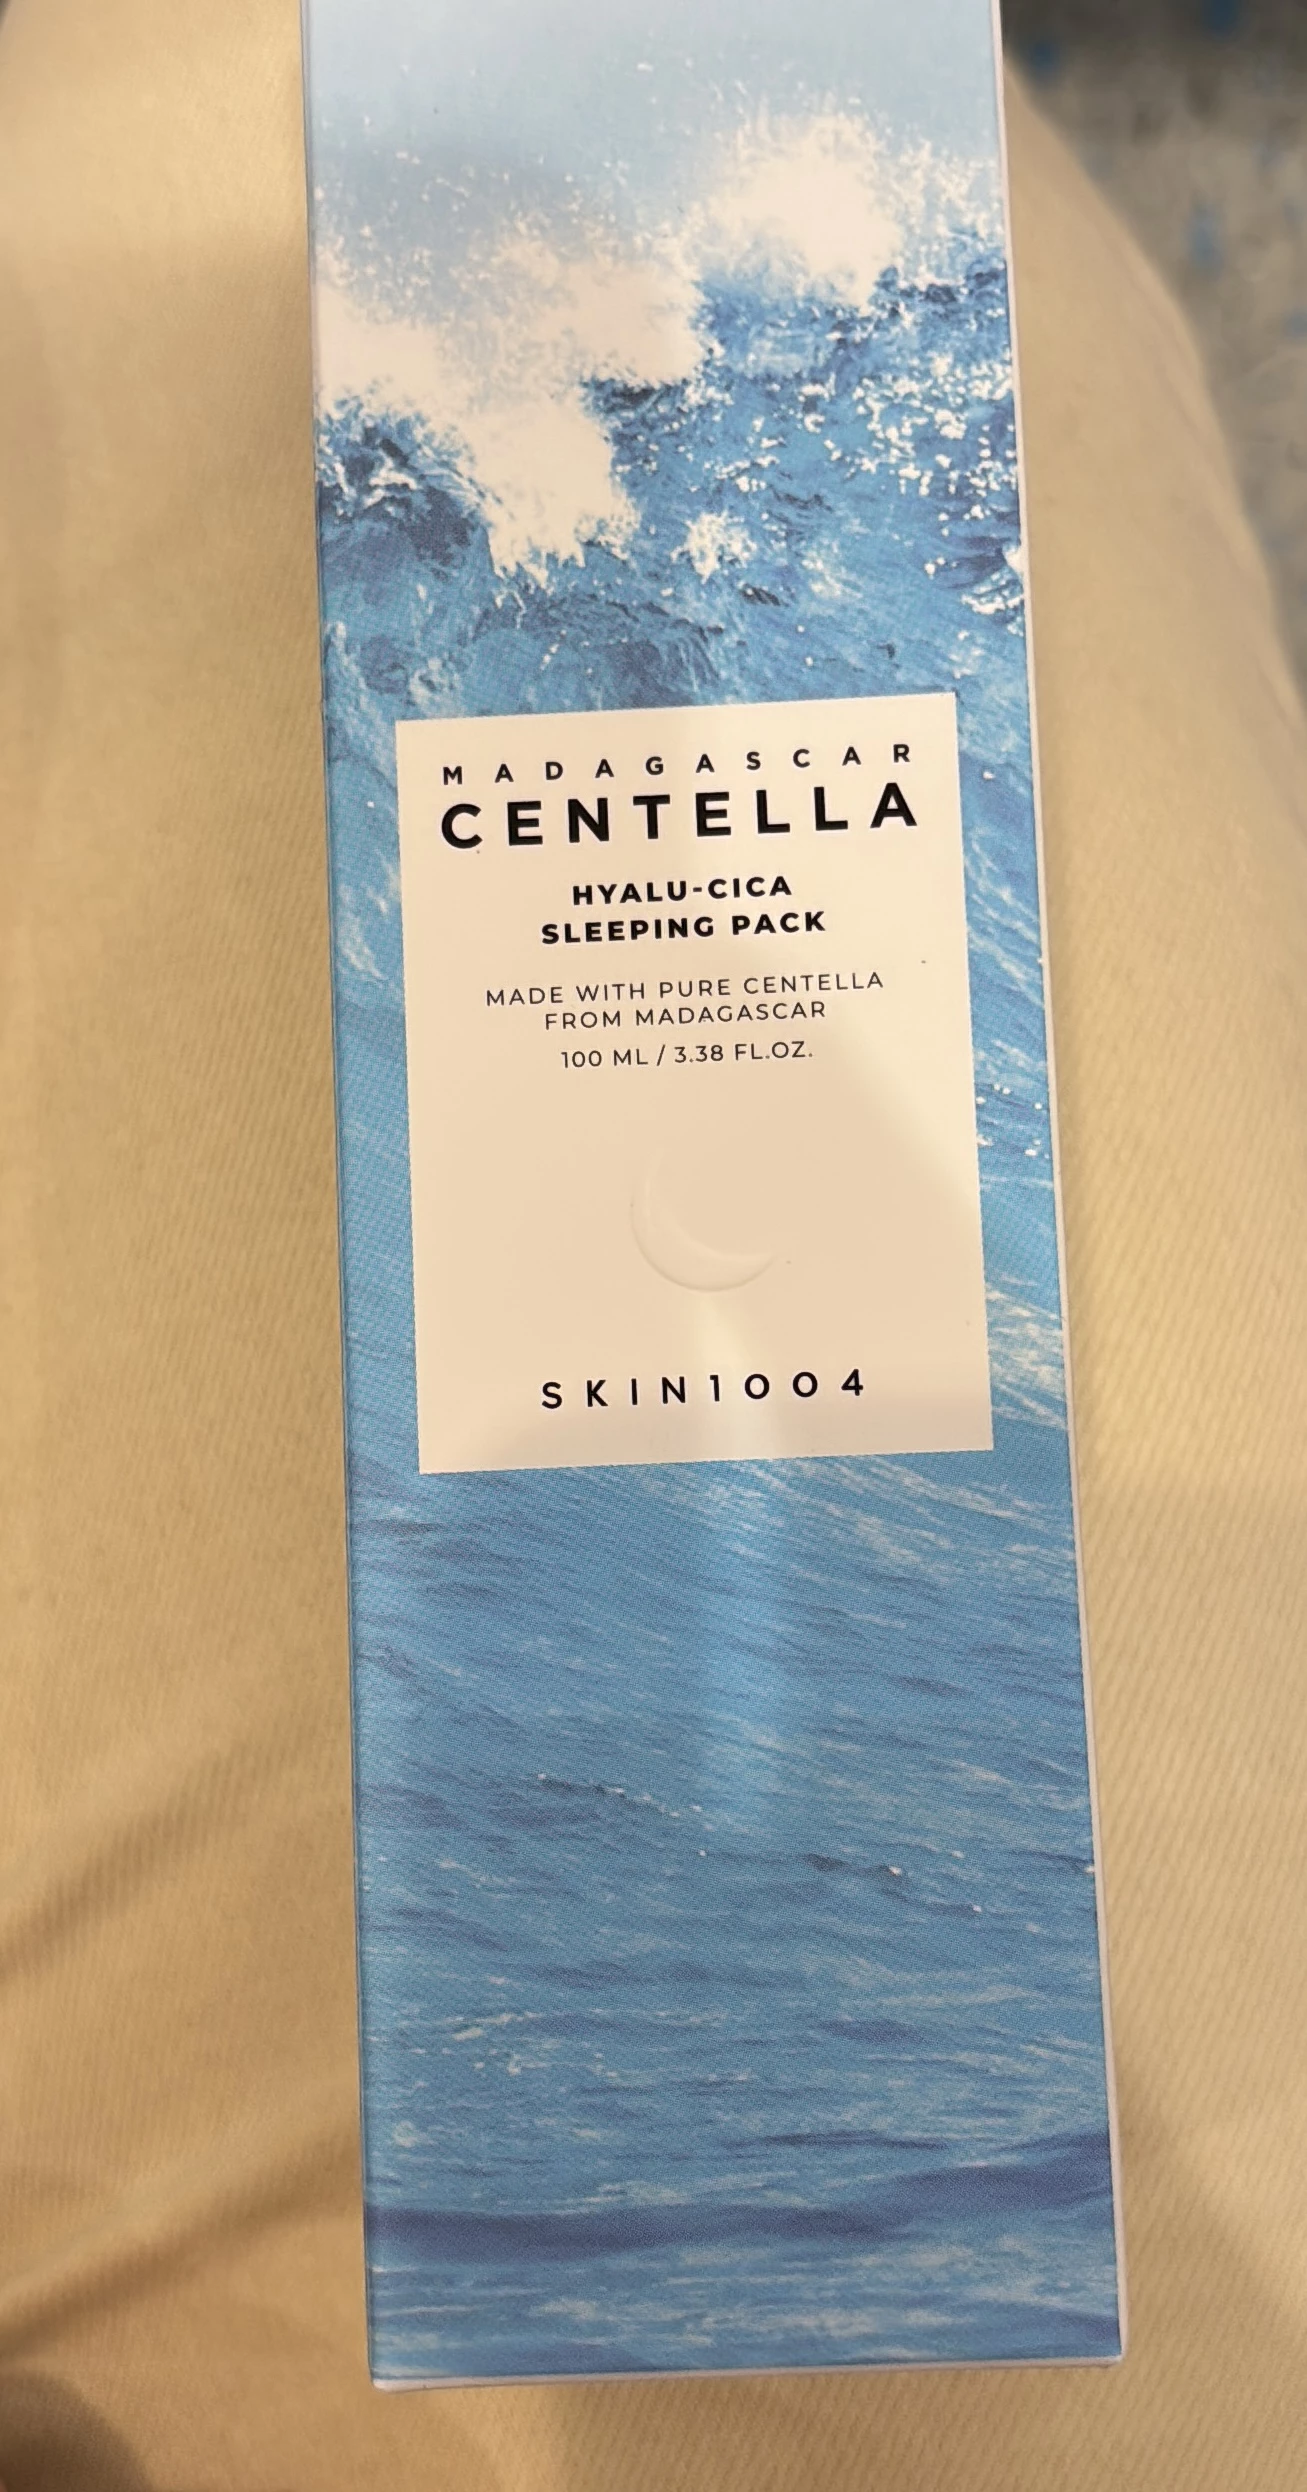 MADAGASCAR
CENTELLA
HYALU-CICA
SLEEPING PACK
MADE WITH PURE CENTELLA
FROM MADAGASCAR
100 ML / 3.38 FL.OZ.
SKIN1004